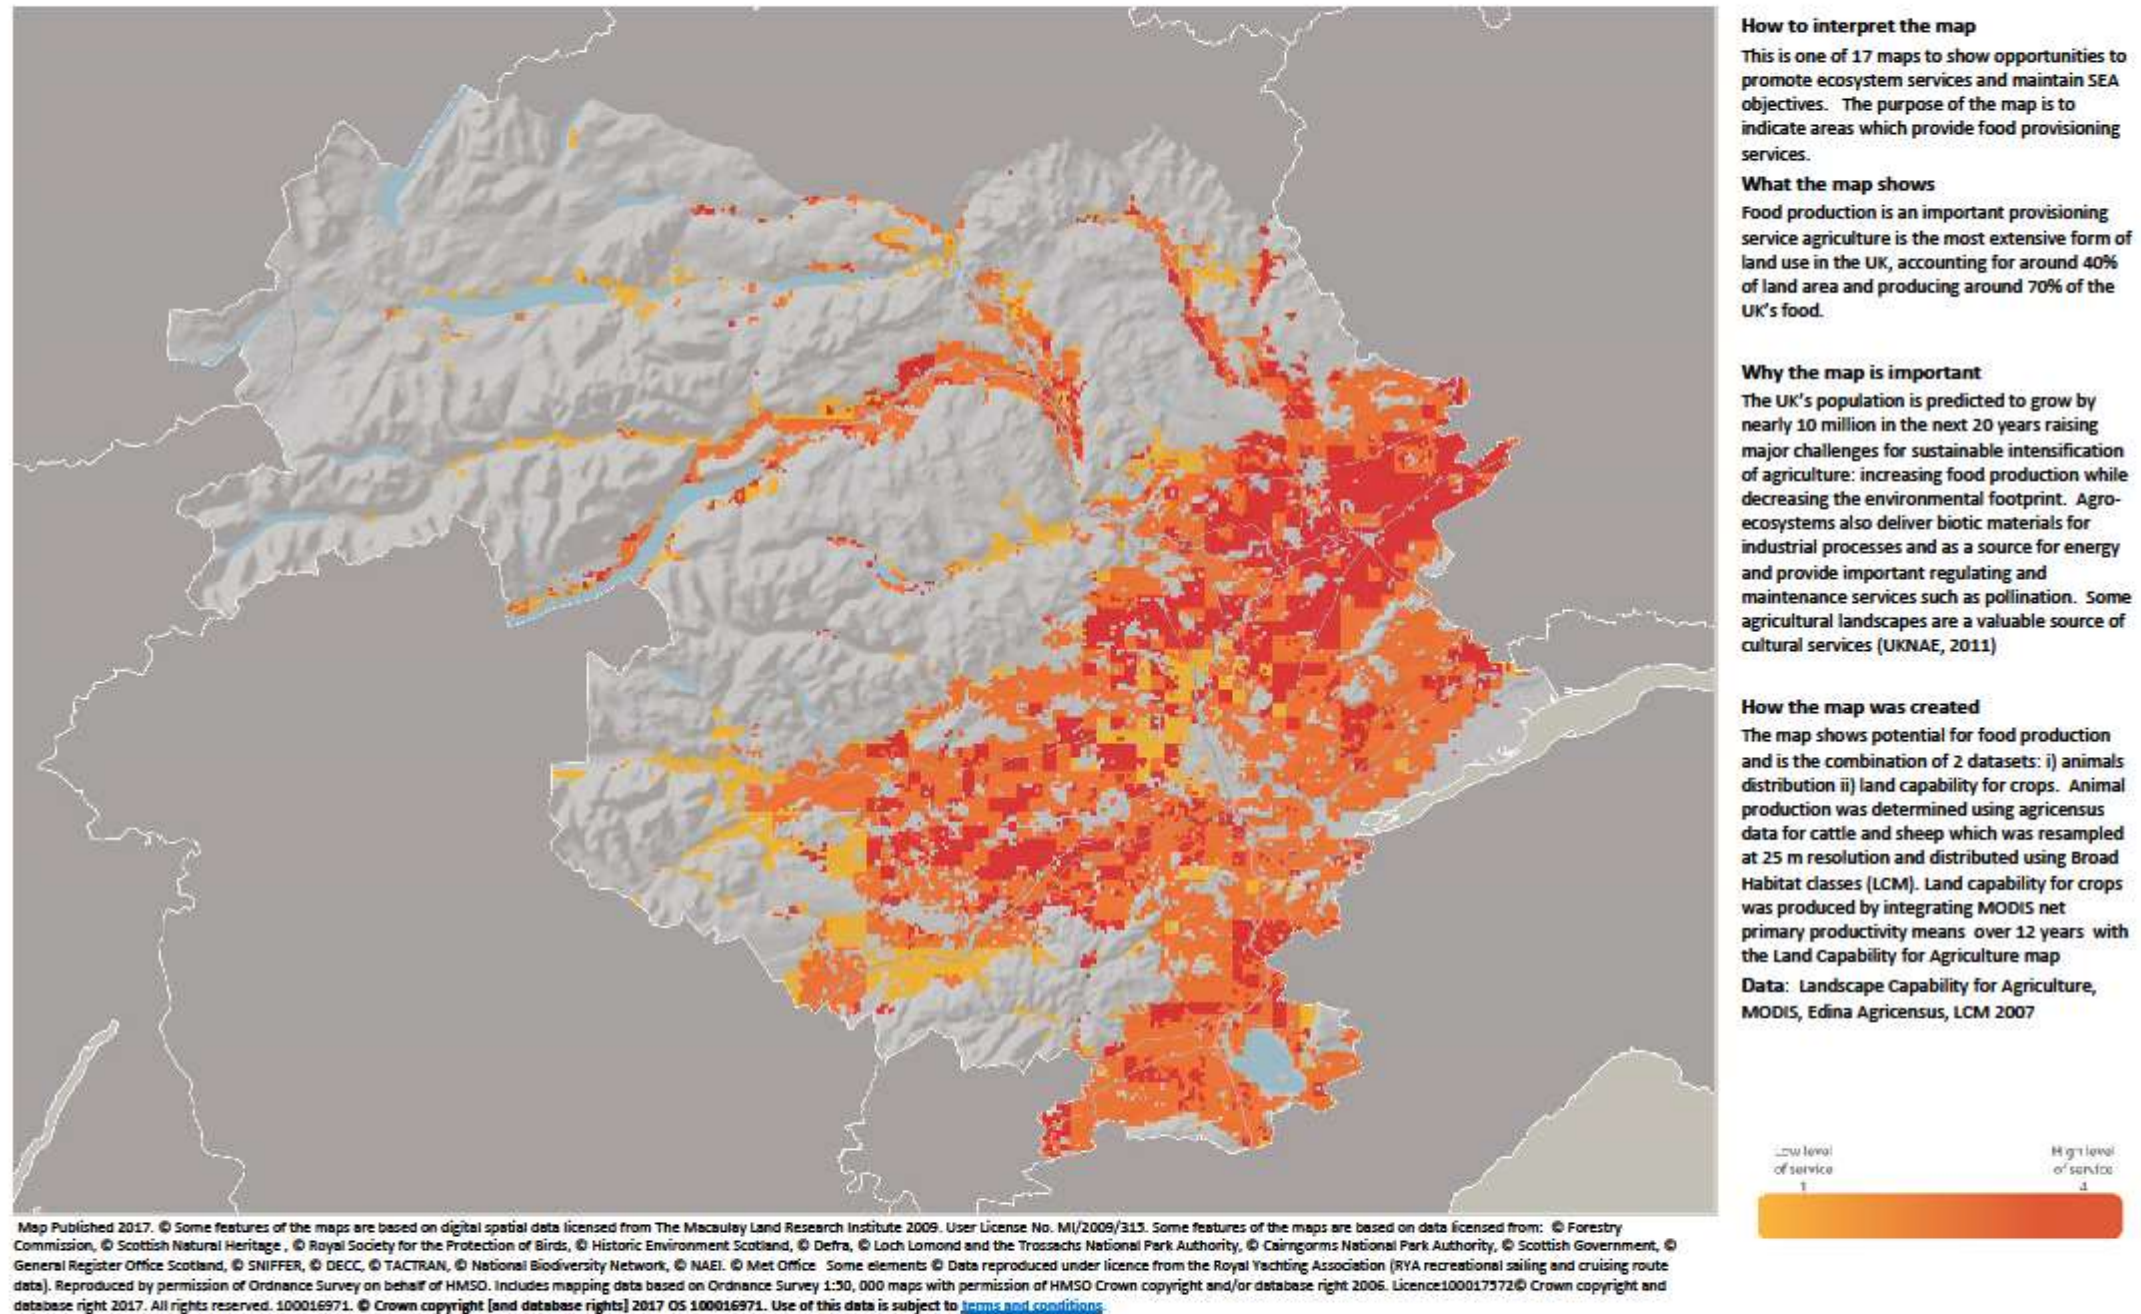 How to interpret the map
This is one of 17 maps to show opportunities to
promote ecosystem services and maintain SEA
objectives.   The purpose of the map is to
indicate areas which provide food provisioning
services.
What the map shows
Food production is an important provisioning
service agriculture is the most extensive form of
land use in the UK, accounting for around 40%
of land area and producing around 70% of the
UK's food.
Why the map is important
The UK's population is predicted to grow by
nearly 10 million in the next 20 years raising
major challenges for sustainable intensification
of agriculture: increasing food production while
decreasing the environmental footprint.  Agro-
ecosystems also deliver biotic materials for
industrial processes and as a source for energy
and provide important regulating and
maintenance services such as pollination.  Some
agricultural landscapes are a valuable source of
cultural services (UKNAE, 2011)
How the map was created
The map shows potential for food production
and is the combination of 2 datasets: i) animals
distribution ii) land capability for crops.  Animal
production was determined using agricensus
data for cattle and sheep which was resampled
at 25 m resolution and distributed using Broad
Habitat classes (LCM). Land capability for crops
was produced by integrating MODIS net
primary productivity means  over 12 years  with
the Land Capability for Agriculture map
Data:  Landscape Capability for Agriculture,
MODIS, Edina Agricensus, LCM 2007
Low level
of service
1
High level
of service
4
Map Published 2017. © Some features of the maps are based on digital spatial data licensed from The Macaulay Land Research Institute 2009. User License No. MI/2009/315. Some features of the maps are based on data licensed from:  © Forestry
Commission, © Scottish Natural Heritage , © Royal Society for the Protection of Birds, © Historic Environment Scotland, © Defra, © Loch Lomond and the Trossachs National Park Authority, © Cairngorms National Park Authority, © Scottish Government, ©
General Register Office Scotland, © SNIFFER, © DECC, © TACTRAN, © National Biodiversity Network, © NAEI. © Met Office   Some elements © Data reproduced under licence from the Royal Yachting Association (RYA recreational sailing and cruising route
data). Reproduced by permission of Ordnance Survey on behalf of HMSO. Includes mapping data based on Ordnance Survey 1:50, 000 maps with permission of HMSO Crown copyright and/or database right 2006. Licence100017572© Crown copyright and
database right 2017. All rights reserved. 100016971. © Crown copyright [and database rights] 2017 OS 100016971. Use of this data is subject to terms and conditions.